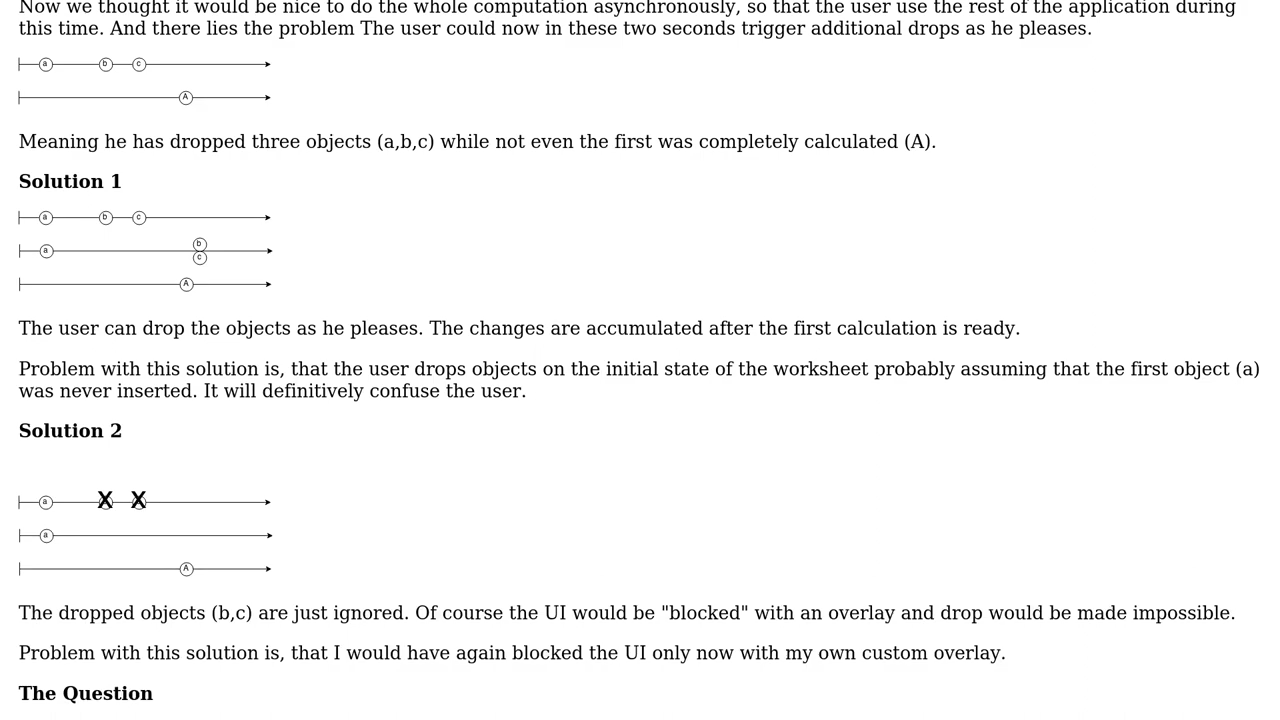 Now we thought it would be nice to do the whole computation asynchronously, so that the user use the rest of the application during
this time. And there lies the problem The user could now in these two seconds trigger additional drops as he pleases.
a b c
A
Meaning he has dropped three objects (a,b,c) while not even the first was completely calculated (A).
Solution 1
a b c
a b
c
A
The user can drop the objects as he pleases. The changes are accumulated after the first calculation is ready.
Problem with this solution is, that the user drops objects on the initial state of the worksheet probably assuming that the first object (a)
was never inserted. It will definitively confuse the user.
Solution 2
a X X
a
A
The dropped objects (b,c) are just ignored. Of course the UI would be "blocked" with an overlay and drop would be made impossible.
Problem with this solution is, that I would have again blocked the UI only now with my own custom overlay.
The Question